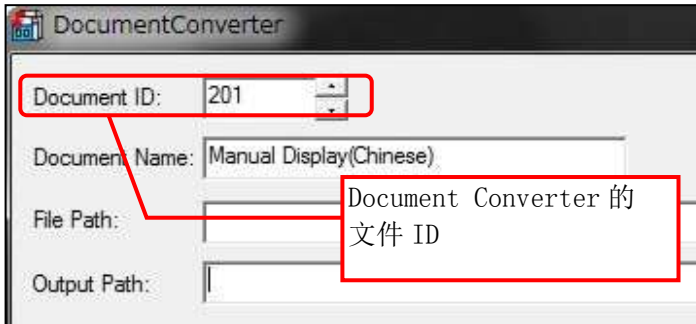 DocumentConverter
Document ID: 201
Document Name: Manual Display(Chinese)
Document Converter 的
文件 ID
File Path:
Output Path: